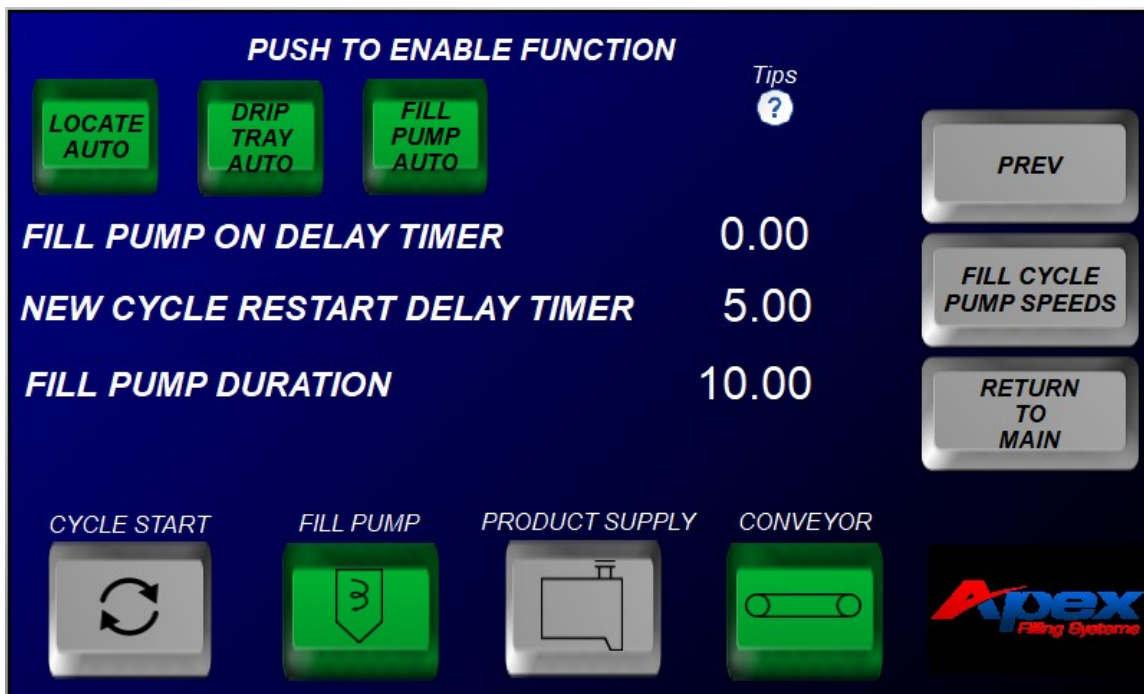 PUSH TO ENABLE FUNCTION
Tips
?
LOCATE
AUTO
DRIP
TRAY
AUTO
FILL
PUMP
AUTO
PREV
FILL PUMP ON DELAY TIMER 0.00
FILL CYCLE
PUMP SPEEDS
NEW CYCLE RESTART DELAY TIMER 5.00
FILL PUMP DURATION 10.00
RETURN
TO
MAIN
CYCLE START
FILL PUMP
PRODUCT SUPPLY
CONVEYOR
Apex
Filling Systems